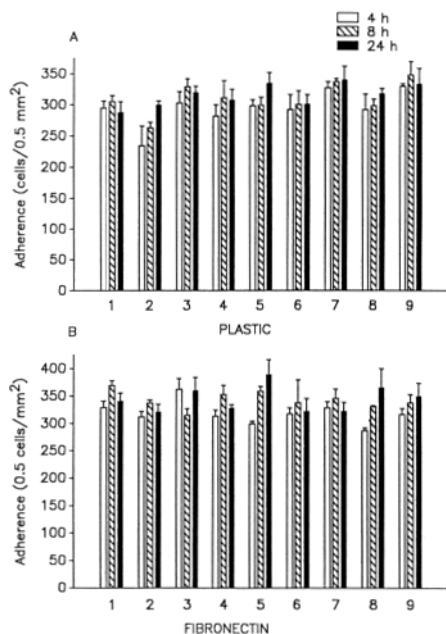 4 h
8 h
24 h
A
Adherence (cells/0.5 mm²)
350
300
250
200
150
100
50
0
1 2 3 4 5 6 7 8 9
PLASTIC
B
Adherence (0.5 cells/mm²)
400
350
300
250
200
150
100
50
0
1 2 3 4 5 6 7 8 9
FIBRONECTIN